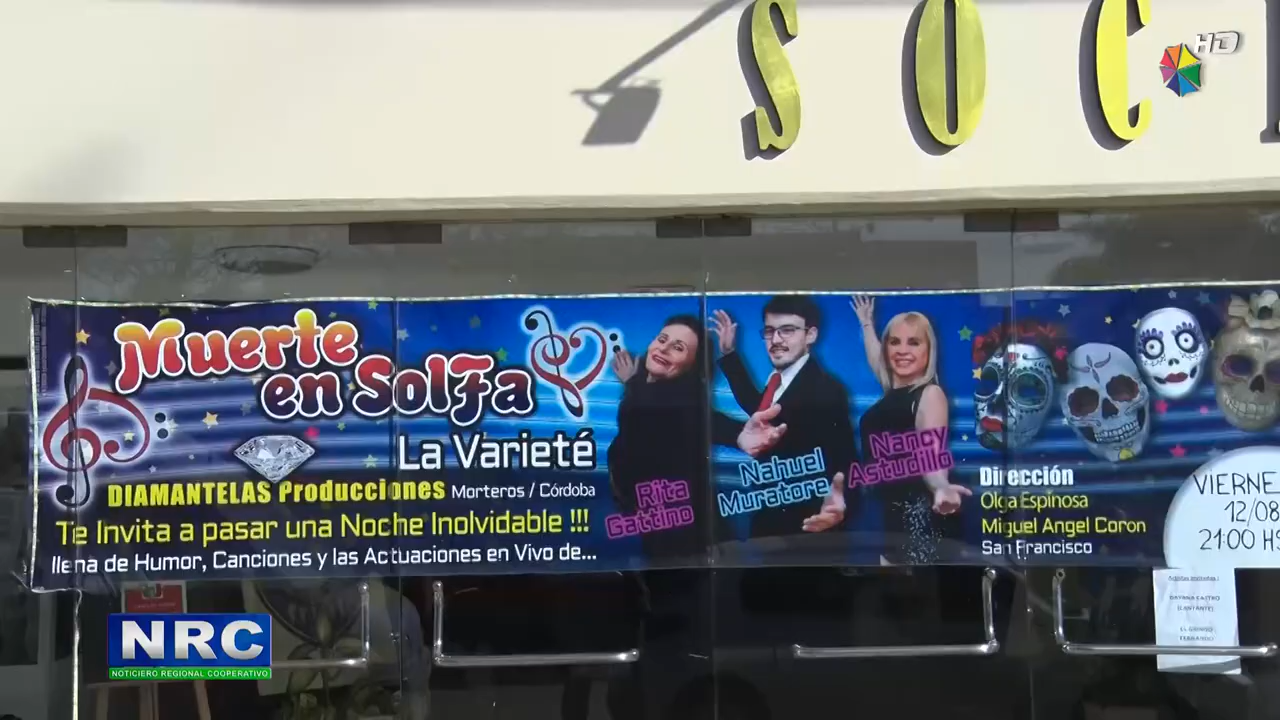 SOC
HD
Muerte
en SolFa
La Varieté
DIAMANTELAS Producciones Morteros / Córdoba
Te Invita a pasar una Noche Inolvidable !!!
llena de Humor, Canciones y las Actuaciones en Vivo de...
Rita
Gattino
Nahuel
Muratore
Nancy
Astudillo
Dirección
Olga Espinosa
Miguel Angel Coron
San Francisco
VIERNE
12/08
21:00 HS
NRC
NOTICIERO REGIONAL COOPERATIVO